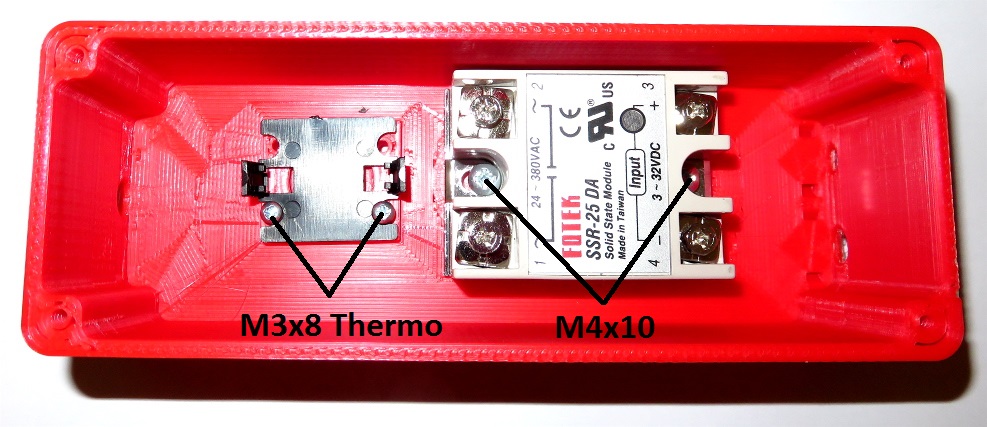 1 ~ 24 ~ 380VAC ~ 2
CE
C UR US ®
FOTEK
SSR-25 DA
Solid State Module
Made in Taiwan
Input
4 - 3 ~ 32VDC + 3
M3x8 Thermo
M4x10